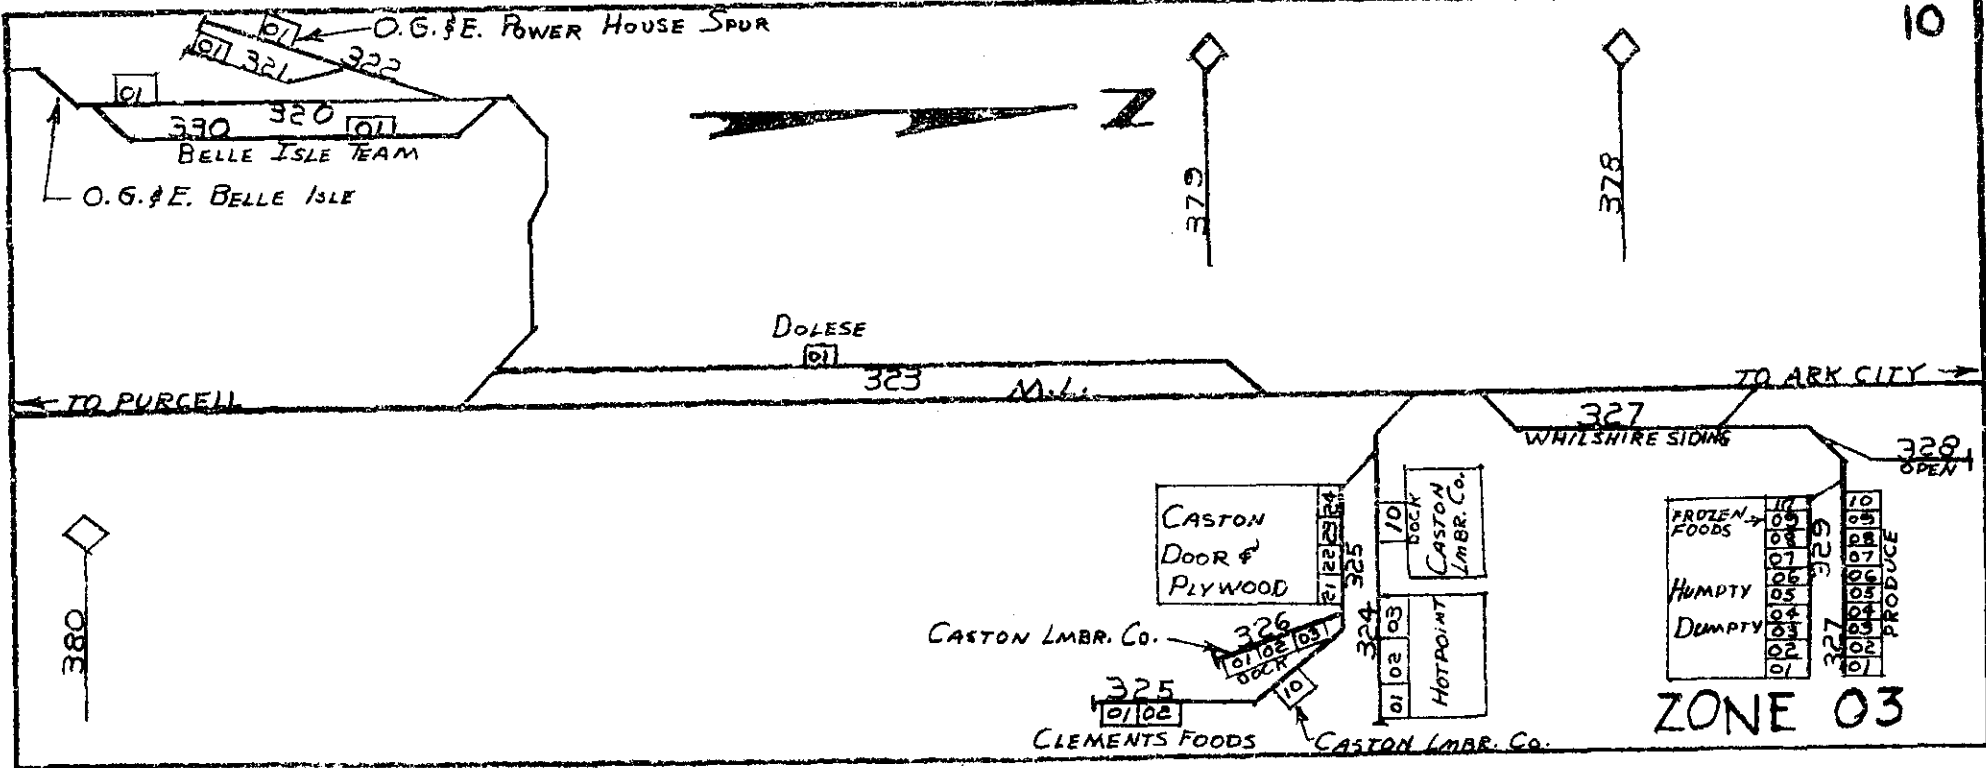 10
O.G.&E. POWER HOUSE SPUR
01
01
321
322
01
320
330
01
BELLE ISLE TEAM
O.G.&E. BELLE ISLE
N
379
378
DOLESE
01
323
M.L.
TO PURCELL
TO ARK CITY
327
WHILSHIRE SIDING
328
OPEN
380
CASTON
DOOR &
PLYWOOD
21 22 23 24
325
10
DOCK
CASTON
LMBR. CO.
324
01 02 03
HOTPOINT
CASTON LMBR. CO.
326
01 02 03
DOCK
10
CASTON LMBR. CO.
325
01 02
CLEMENTS FOODS
FROZEN
FOODS
HUMPTY
DUMPTY
10
09
08
07
06
05
04
03
02
01
329
327
10
09
08
07
06
05
04
03
02
01
PRODUCE
ZONE 03